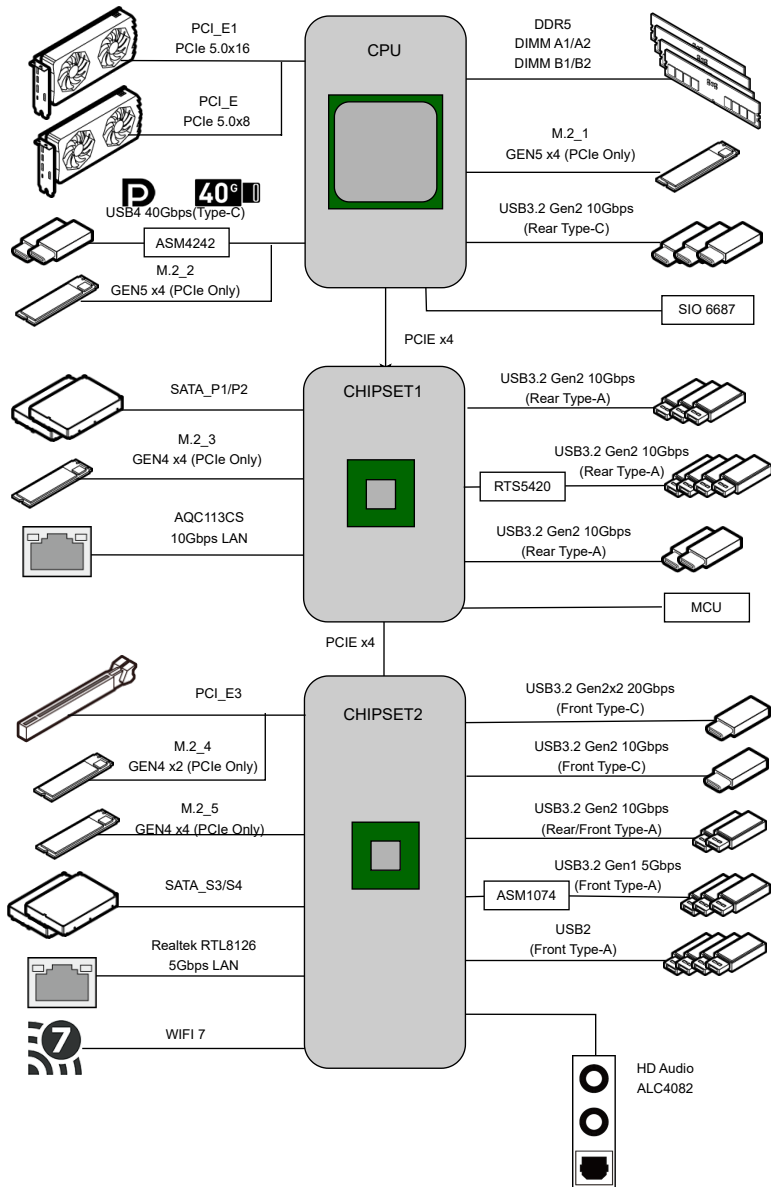 PCI_E1
PCIe 5.0x16
PCI_E
PCIe 5.0x8
CPU
DDR5
DIMM A1/A2
DIMM B1/B2
M.2_1
GEN5 x4 (PCIe Only)
40G
USB4 40Gbps(Type-C)
ASM4242
M.2_2
GEN5 x4 (PCIe Only)
USB3.2 Gen2 10Gbps
(Rear Type-C)
SIO 6687
PCIE x4
SATA_P1/P2
CHIPSET1
M.2_3
GEN4 x4 (PCIe Only)
AQC113CS
10Gbps LAN
USB3.2 Gen2 10Gbps
(Rear Type-A)
USB3.2 Gen2 10Gbps
(Rear Type-A)
RTS5420
USB3.2 Gen2 10Gbps
(Rear Type-A)
MCU
PCIE x4
PCI_E3
CHIPSET2
M.2_4
GEN4 x2 (PCIe Only)
M.2_5
GEN4 x4 (PCIe Only)
SATA_S3/S4
Realtek RTL8126
5Gbps LAN
7
WIFI 7
USB3.2 Gen2x2 20Gbps
(Front Type-C)
USB3.2 Gen2 10Gbps
(Front Type-C)
USB3.2 Gen2 10Gbps
(Rear/Front Type-A)
USB3.2 Gen1 5Gbps
(Front Type-A)
ASM1074
USB2
(Front Type-A)
HD Audio
ALC4082